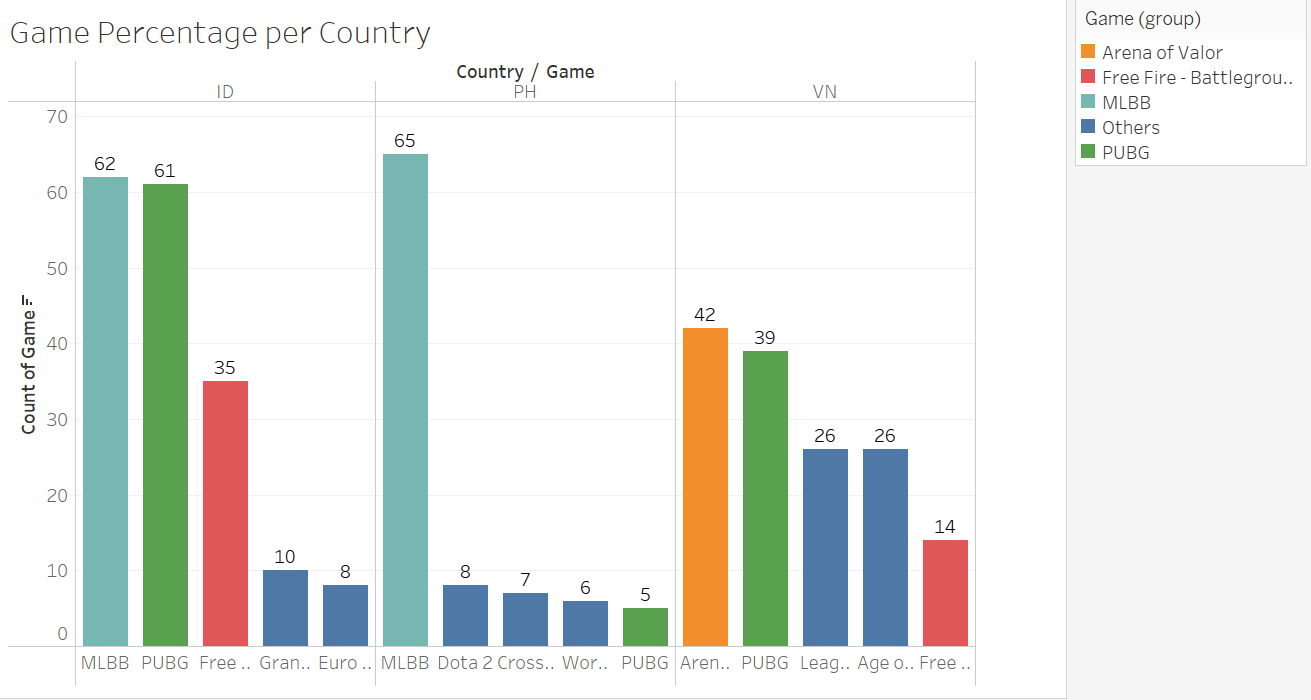 Game Percentage per Country
Country / Game
ID PH VN
70
60
50
40
30
20
10
0
Count of Game
62 61 35 10 8 65 8 7 6 5 42 39 26 26 14
MLBB PUBG Free .. Gran.. Euro .. MLBB Dota 2 Cross.. Wor.. PUBG Aren.. PUBG Leag.. Age o.. Free ..
Game (group)
Arena of Valor
Free Fire - Battlegrou..
MLBB
Others
PUBG